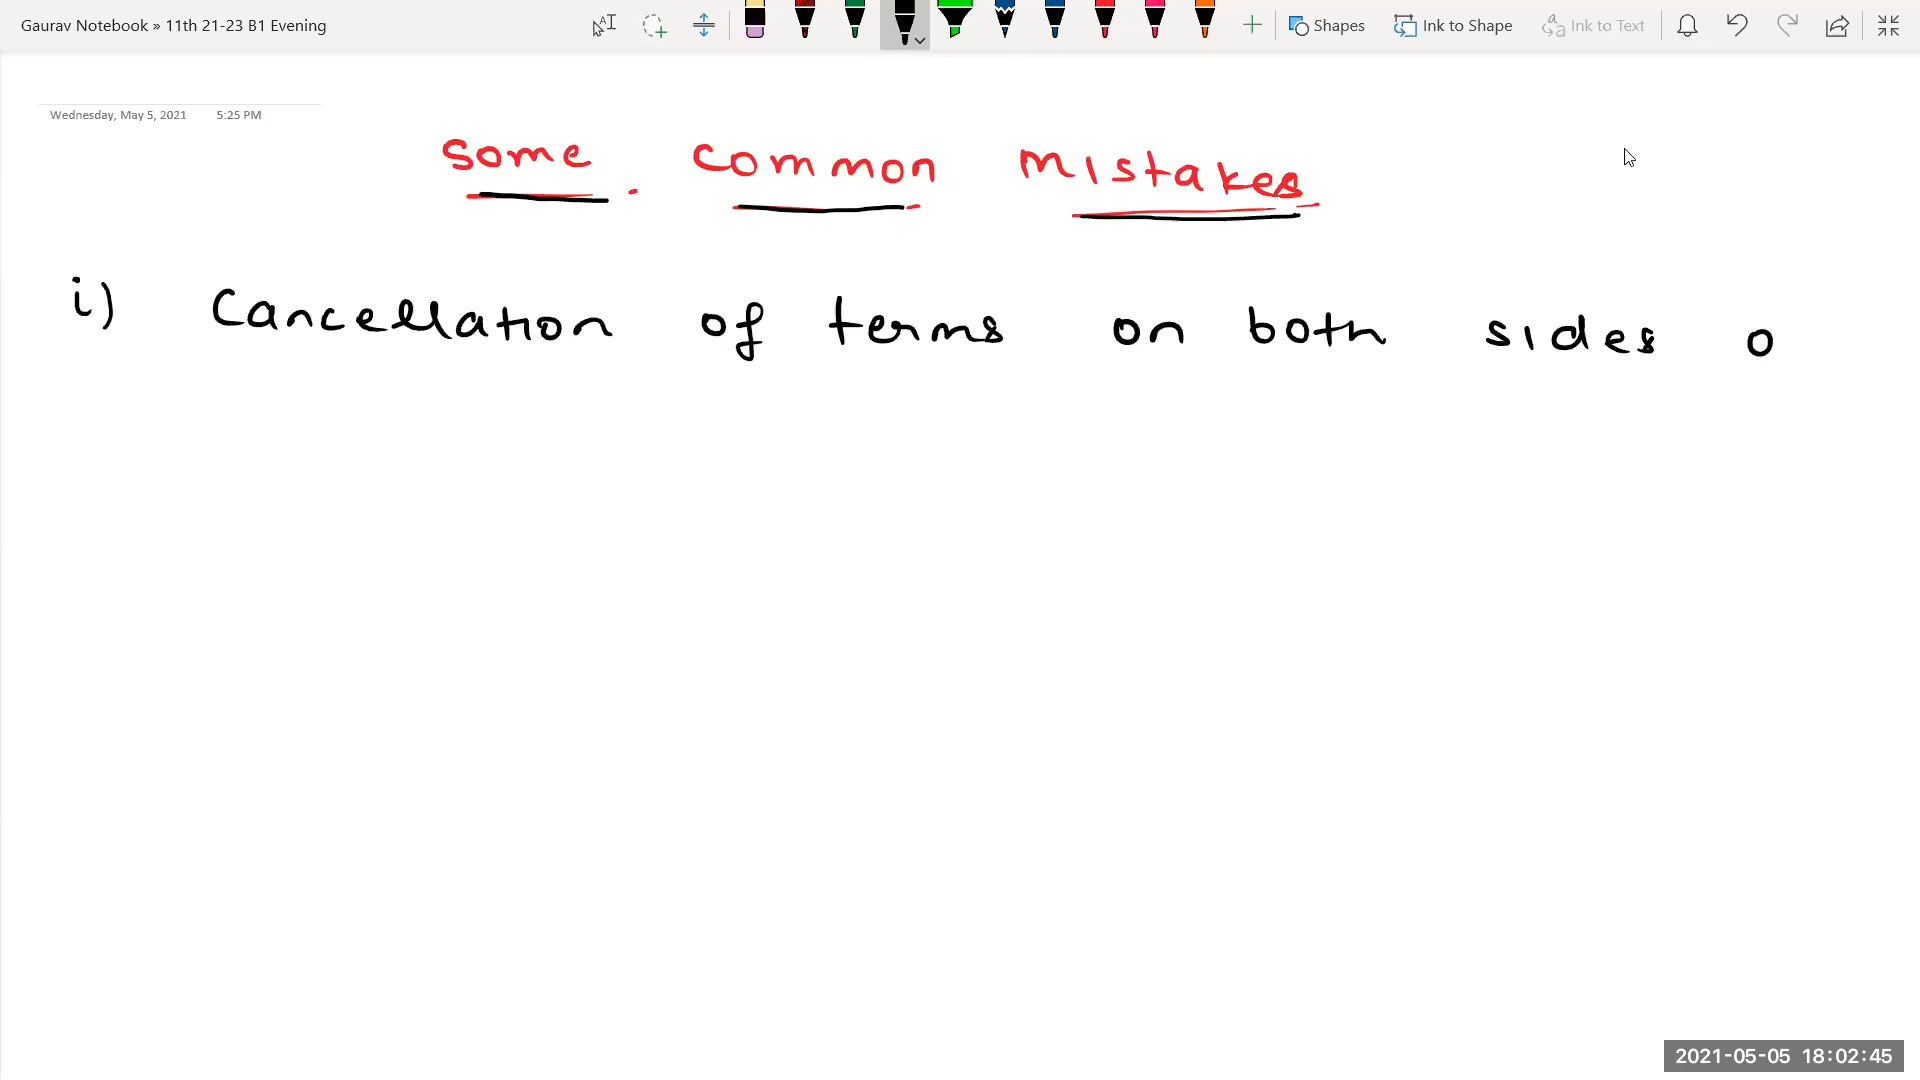 Gaurav Notebook » 11th 21-23 B1 Evening
Shapes
Ink to Shape
Ink to Text
Wednesday, May 5, 2021 5:25 PM
Some common mistakes
i) Cancellation of terms on both sides o
2021-05-05 18:02:45